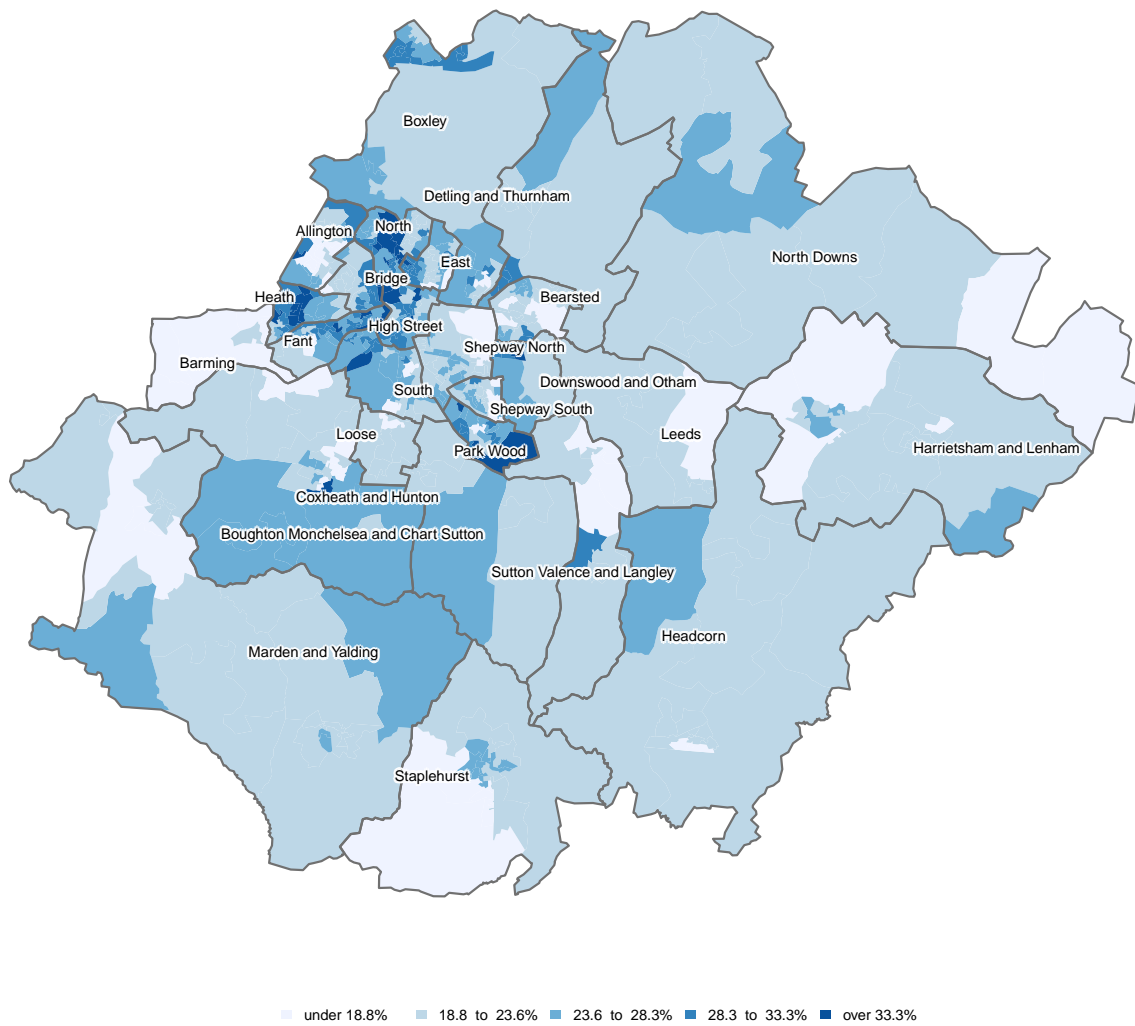 Boxley
Detling and Thurnham
Allington
North
East
North Downs
Bridge
Heath
Bearsted
High Street
Fant
Shepway North
Barming
Downswood and Otham
South
Shepway South
Loose
Leeds
Park Wood
Harrietsham and Lenham
Coxheath and Hunton
Boughton Monchelsea and Chart Sutton
Sutton Valence and Langley
Headcorn
Marden and Yalding
Staplehurst
under 18.8% 18.8 to 23.6% 23.6 to 28.3% 28.3 to 33.3% over 33.3%